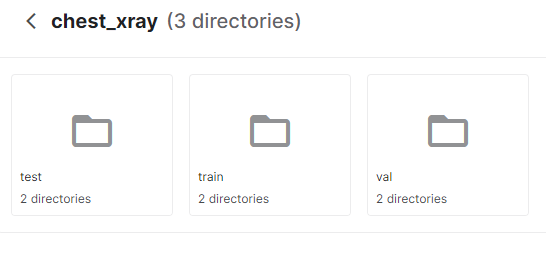 chest_xray (3 directories)
test
2 directories
train
2 directories
val
2 directories